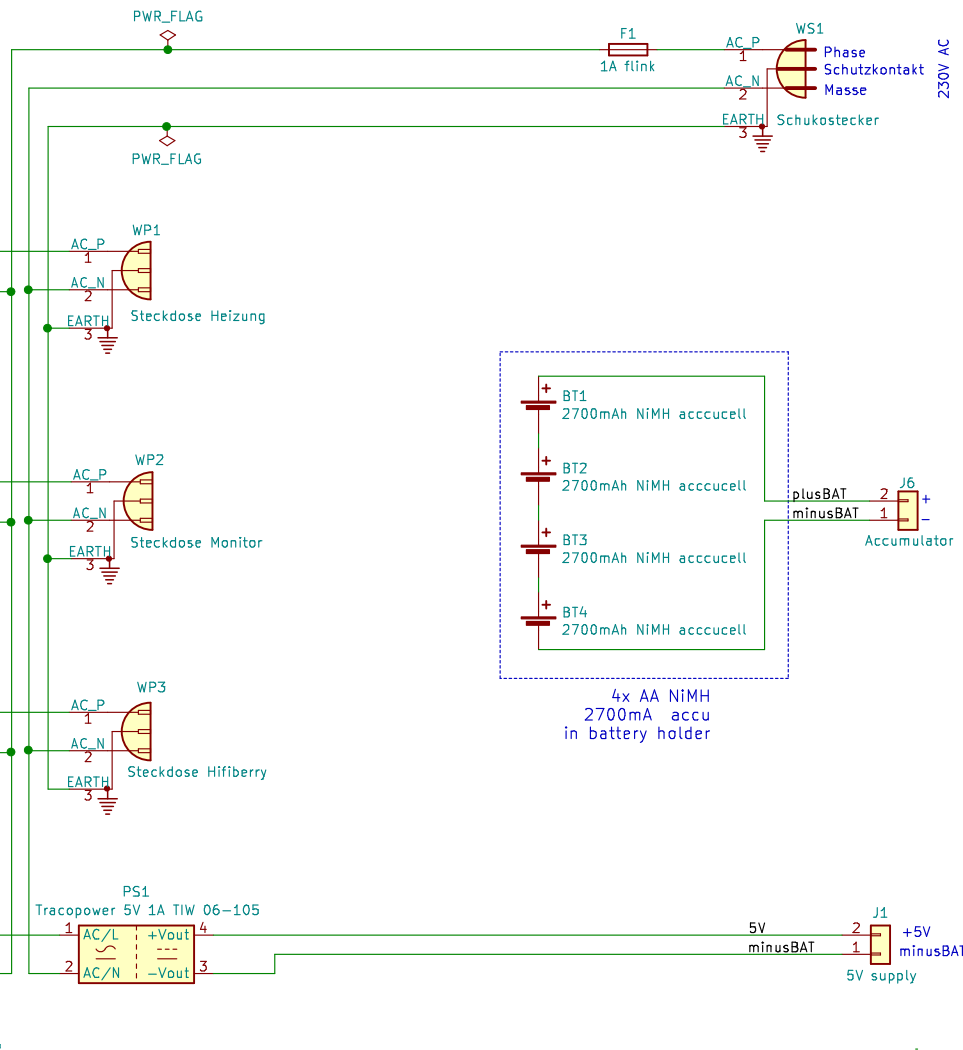 PWR_FLAG
F1
1A flink
AC_P
1
WS1
Phase
Schutzkontakt
Masse
230V AC
AC_N
2
EARTH
3
Schukostecker
PWR_FLAG
WP1
AC_P
1
AC_N
2
EARTH
3
Steckdose Heizung
BT1
2700mAh NiMH acccucell
BT2
2700mAh NiMH acccucell
BT3
2700mAh NiMH acccucell
BT4
2700mAh NiMH acccucell
4x AA NiMH
2700mA accu
in battery holder
plusBAT
minusBAT
J6
2 +
1 -
Accumulator
WP2
AC_P
1
AC_N
2
EARTH
3
Steckdose Monitor
WP3
AC_P
1
AC_N
2
EARTH
3
Steckdose Hifiberry
PS1
Tracopower 5V 1A TIW 06-105
1 AC/L +Vout 4
2 AC/N -Vout 3
5V
minusBAT
J1
2 +5V
1 minusBAT
5V supply